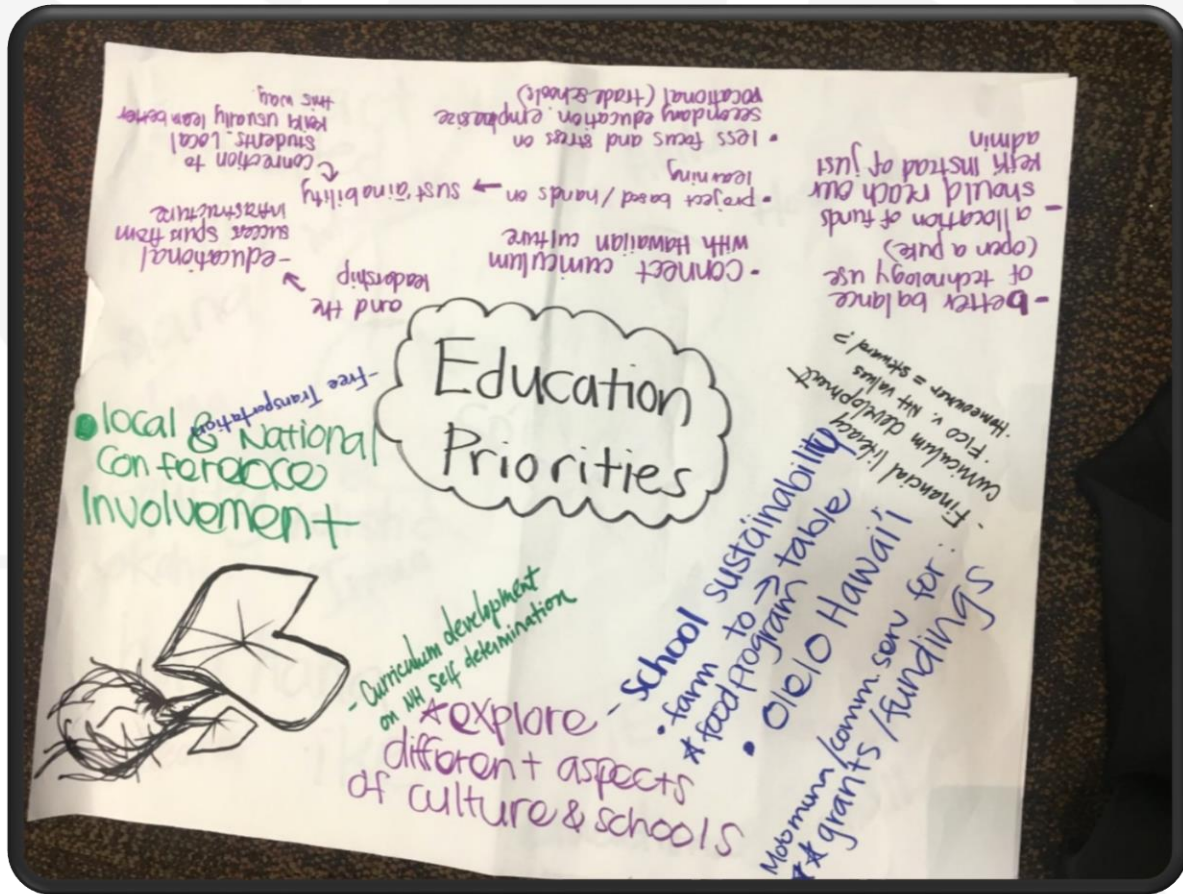 Education
Priorities
- better balance
of technology use
(open a puke)
- allocation of funds
should reach our
keiki instead of just
admin
• connect curriculum
with Hawaiian culture
• project based / hands on → sustainability
learning
• less focus and stress on
secondary education, emphasize
vocational (trade schools)
connection to
students. Local
keiki usually learn better
this way.
and the
leadership
- educational
success spurs from
infrastructure
- Free Transportation
• local & National
Conference
Involvement
- Curriculum development
on NH self determination
* explore
different aspects
of culture & schools
- School sustainability
• farm to → table
* food program
• Olelo Hawai'i
comm. serv for:
** grants / fundings
- Financial literacy
curriculum development
· Fico v. NH values
· Homeowner = steward?